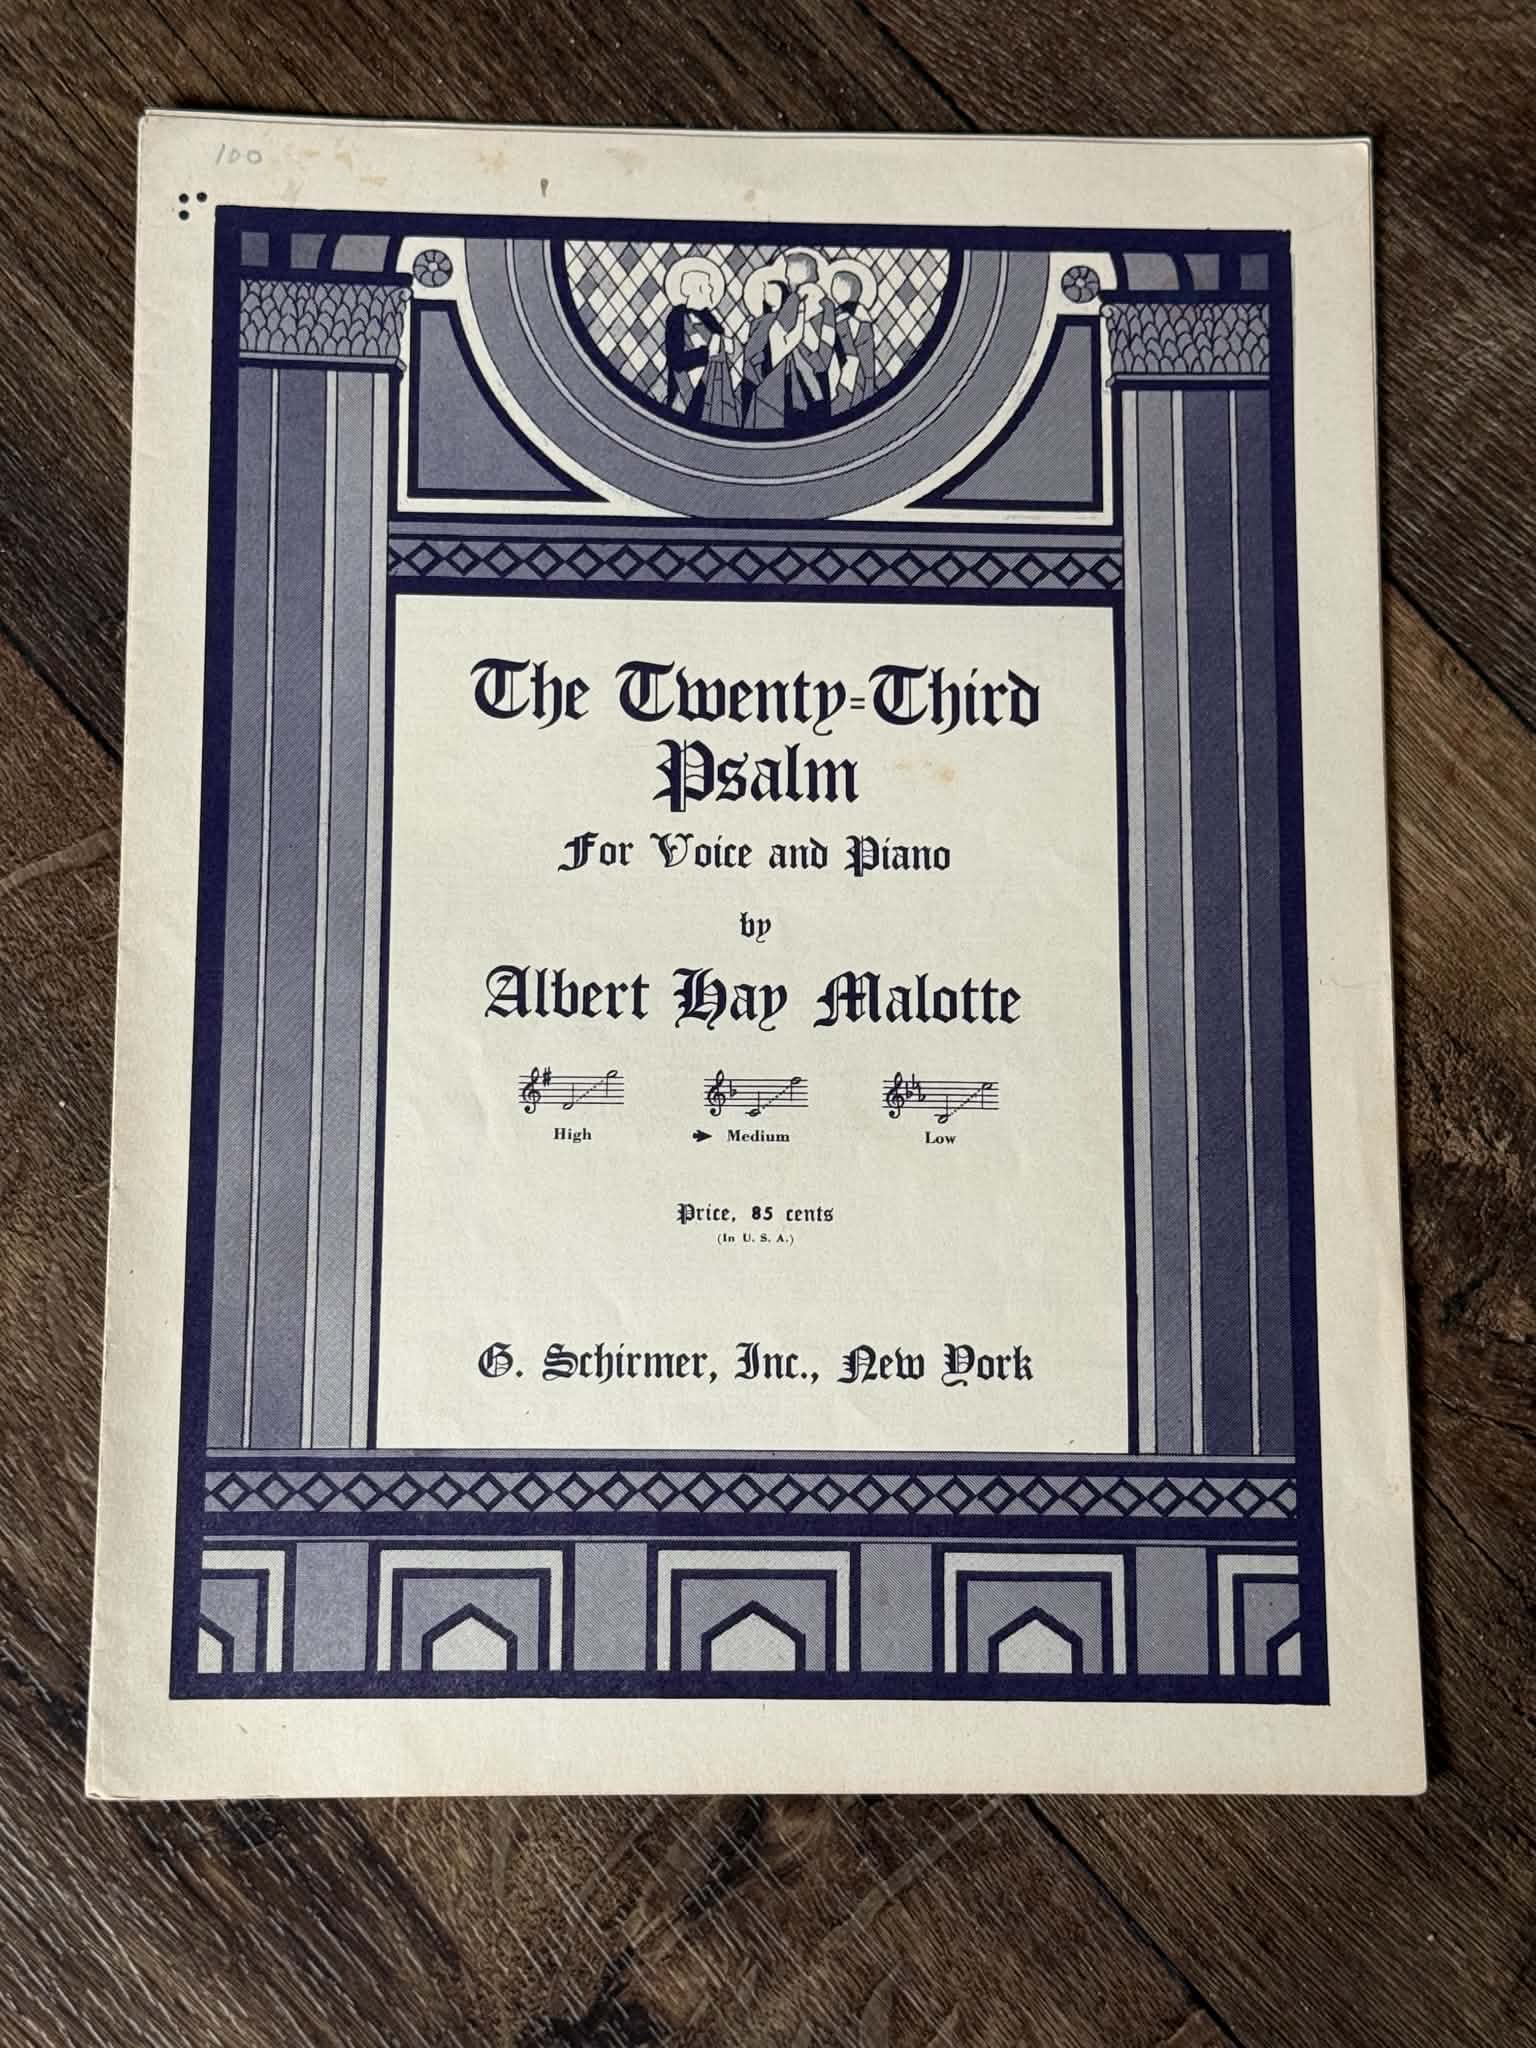 100
The Twenty=Third
Psalm
For Voice and Piano
by
Albert Hay Malotte
High
Medium
Low
Price, 85 cents
(In U. S. A.)
G. Schirmer, Inc., New York